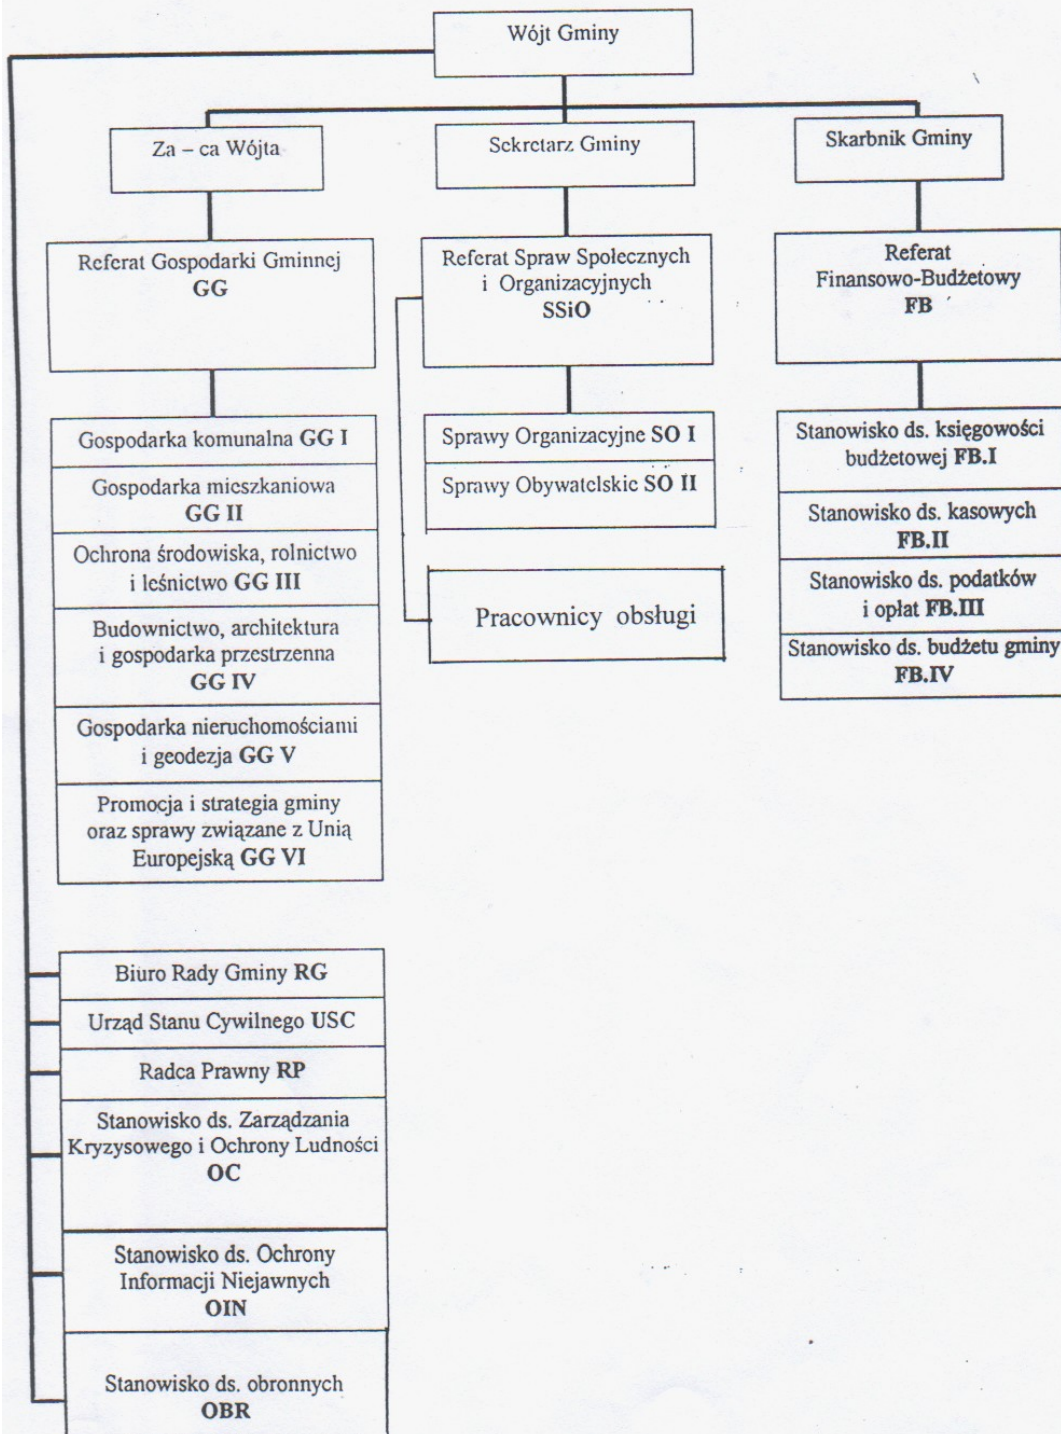 Wójt Gminy
Za – ca Wójta
Sekretarz Gminy
Skarbnik Gminy
Referat Gospodarki Gminnej
GG
Referat Spraw Społecznych
i Organizacyjnych
SSiO
Referat
Finansowo-Budżetowy
FB
Gospodarka komunalna GG I
Gospodarka mieszkaniowa
GG II
Ochrona środowiska, rolnictwo
i leśnictwo GG III
Budownictwo, architektura
i gospodarka przestrzenna
GG IV
Gospodarka nieruchomościami
i geodezja GG V
Promocja i strategia gminy
oraz sprawy związane z Unią
Europejską GG VI
Sprawy Organizacyjne SO I
Sprawy Obywatelskie SO II
Pracownicy obsługi
Stanowisko ds. księgowości
budżetowej FB.I
Stanowisko ds. kasowych
FB.II
Stanowisko ds. podatków
i opłat FB.III
Stanowisko ds. budżetu gminy
FB.IV
Biuro Rady Gminy RG
Urząd Stanu Cywilnego USC
Radca Prawny RP
Stanowisko ds. Zarządzania
Kryzysowego i Ochrony Ludności
OC
Stanowisko ds. Ochrony
Informacji Niejawnych
OIN
Stanowisko ds. obronnych
OBR